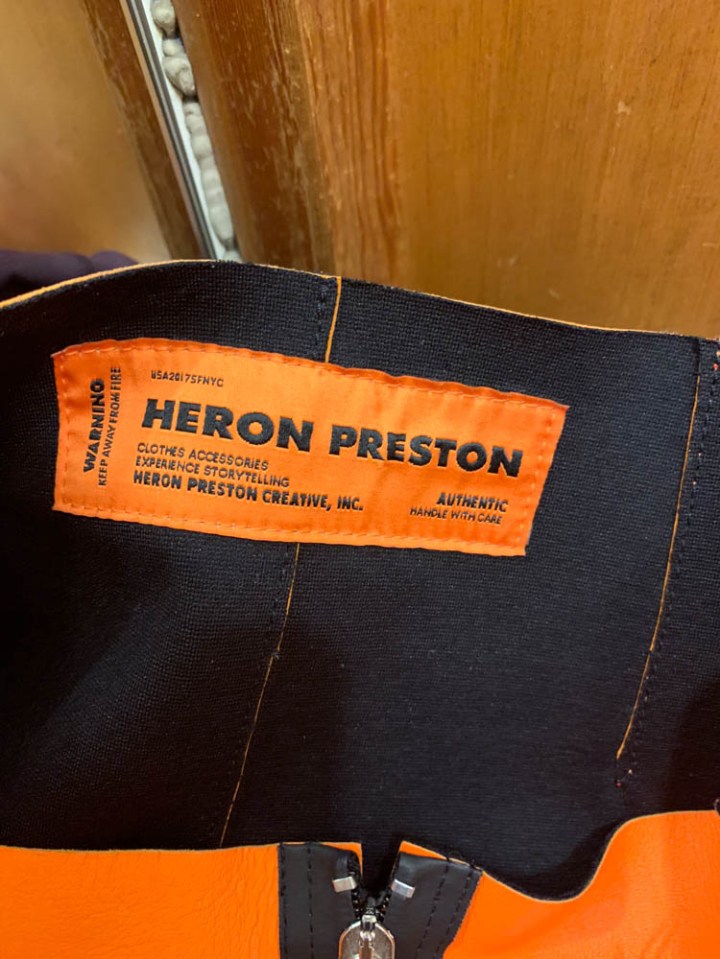 WARNING
KEEP AWAY FROM FIRE
USA2017SFNYC
HERON PRESTON
CLOTHES ACCESSORIES
EXPERIENCE STORYTELLING
HERON PRESTON CREATIVE, INC.
AUTHENTIC
HANDLE WITH CARE